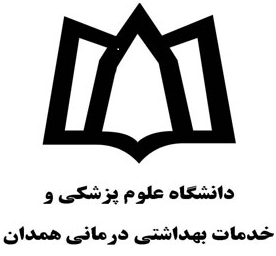 دانشگاه علوم پزشکی و
خدمات بهداشتی درمانی همدان